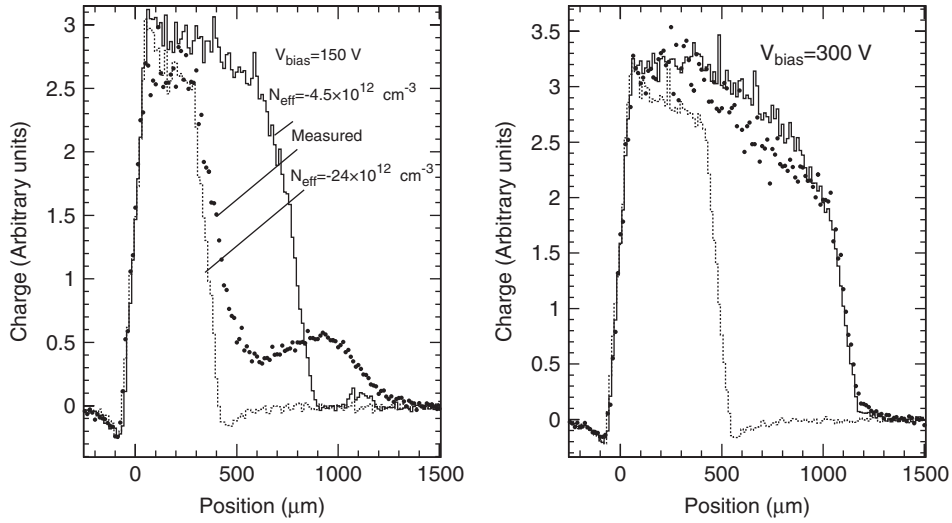 3
2.5
2
1.5
1
0.5
0
Charge (Arbitrary units)
V_bias=150 V
N_eff=-4.5×10^12 cm^-3
Measured
N_eff=-24×10^12 cm^-3
0 500 1000 1500
Position (μm)
3.5
3
2.5
2
1.5
1
0.5
0
Charge (Arbitrary units)
V_bias=300 V
0 500 1000 1500
Position (μm)